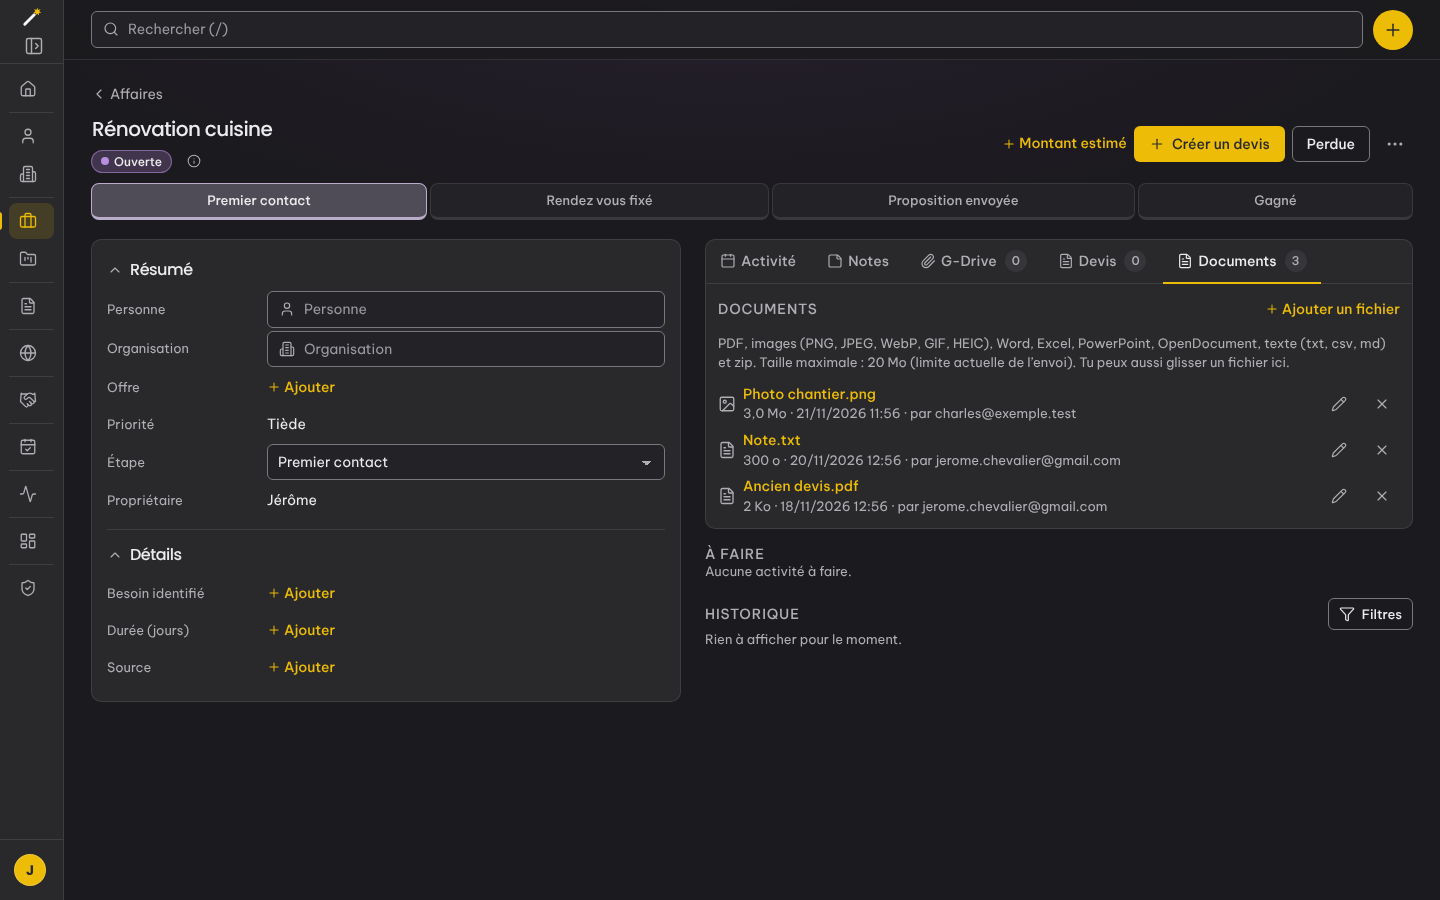 Rechercher (/)
Affaires
Rénovation cuisine
Ouverte
Montant estimé
Créer un devis
Perdue
Premier contact
Rendez vous fixé
Proposition envoyée
Gagné
Résumé
Personne
Personne
Organisation
Organisation
Offre
Ajouter
Priorité
Tiède
Étape
Premier contact
Propriétaire
Jérôme
Détails
Besoin identifié
Ajouter
Durée (jours)
Ajouter
Source
Ajouter
Activité
Notes
G-Drive 0
Devis 0
Documents 3
DOCUMENTS
Ajouter un fichier
PDF, images (PNG, JPEG, WebP, GIF, HEIC), Word, Excel, PowerPoint, OpenDocument, texte (txt, csv, md)
et zip. Taille maximale : 20 Mo (limite actuelle de l'envoi). Tu peux aussi glisser un fichier ici.
Photo chantier.png
3,0 Mo · 21/11/2026 11:56 · par charles@exemple.test
Note.txt
300 o · 20/11/2026 12:56 · par jerome.chevalier@gmail.com
Ancien devis.pdf
2 Ko · 18/11/2026 12:56 · par jerome.chevalier@gmail.com
À FAIRE
Aucune activité à faire.
HISTORIQUE
Filtres
Rien à afficher pour le moment.
J